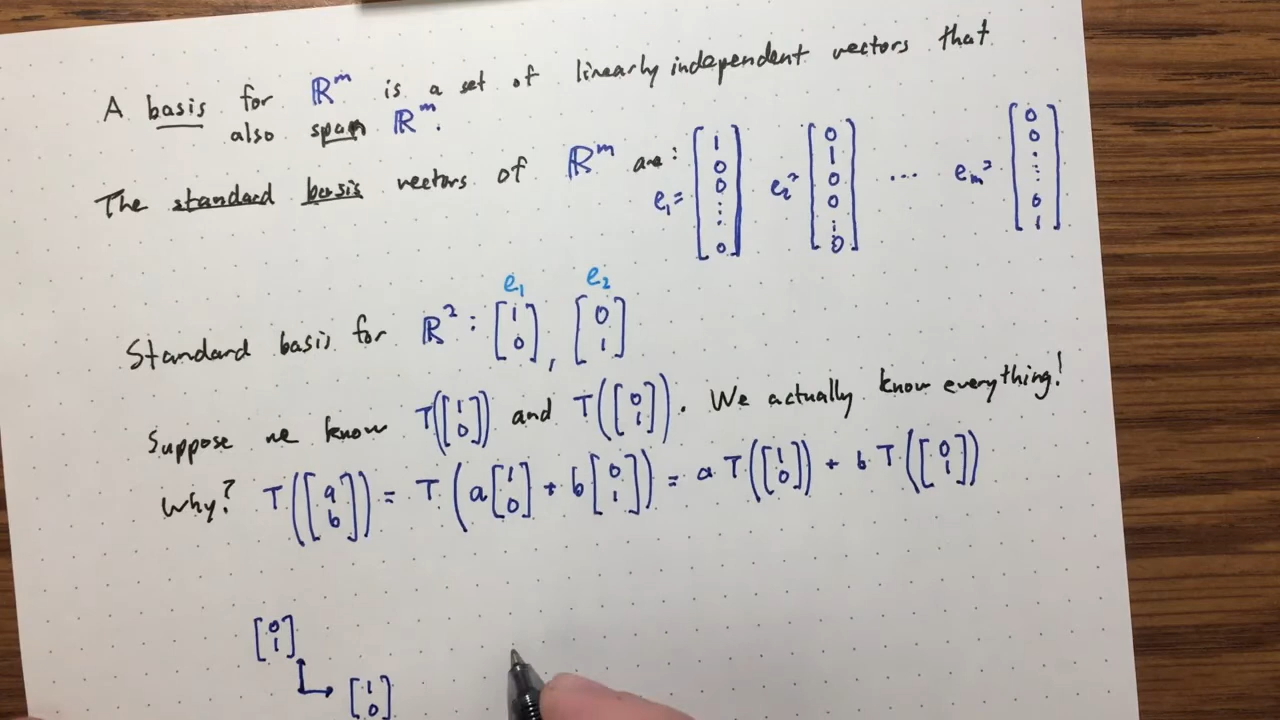 A basis for ℝᵐ is a set of linearly independent vectors that
also span ℝᵐ.
The standard basis vectors of ℝᵐ are: e₁ = [1 0 0 ⋮ 0] e₂ = [0 1 0 0 ⋮ 0] ... eₘ = [0 0 ⋮ 0 1]
e₁ e₂
Standard basis for ℝ²: [1 0], [0 1]
Suppose we know T([1 0]) and T([0 1]). We actually know everything!
Why? T([a b]) = T(a[1 0] + b[0 1]) = a T([1 0]) + b T([0 1])
[0 1]
[1 0]